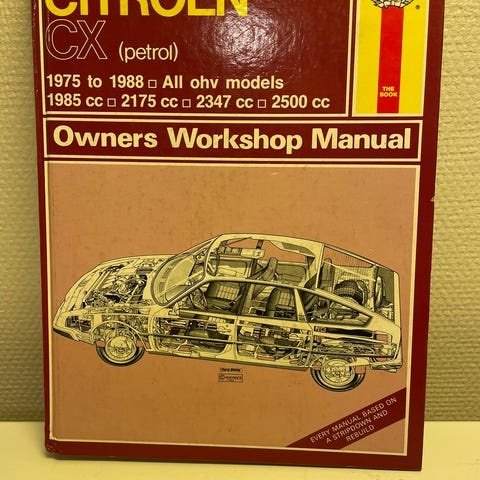 CITROËN
CX (petrol)
1975 to 1988 □ All ohv models
1985 cc □ 2175 cc □ 2347 cc □ 2500 cc
THE
BOOK
®
Owners Workshop Manual
EVERY MANUAL BASED ON
A STRIPDOWN AND
REBUILD